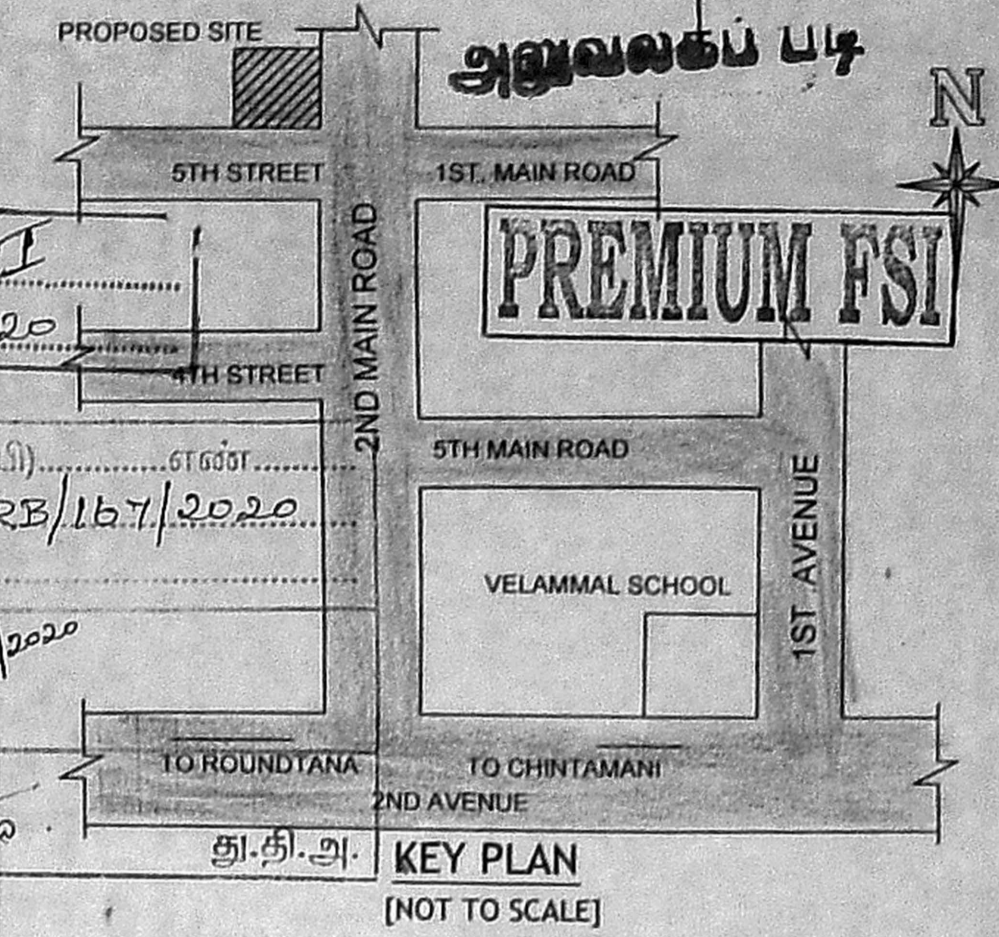 PROPOSED SITE
அலுவலகப் படி
N
5TH STREET
1ST. MAIN ROAD
PREMIUM FSI
I
20
2ND MAIN ROAD
4TH STREET
5TH MAIN ROAD
பி)..................எண்...............
RB/167/2020
1ST AVENUE
VELAMMAL SCHOOL
/2020
TO ROUNDTANA
TO CHINTAMANI
2ND AVENUE
து.தி.அ.
KEY PLAN
[NOT TO SCALE]